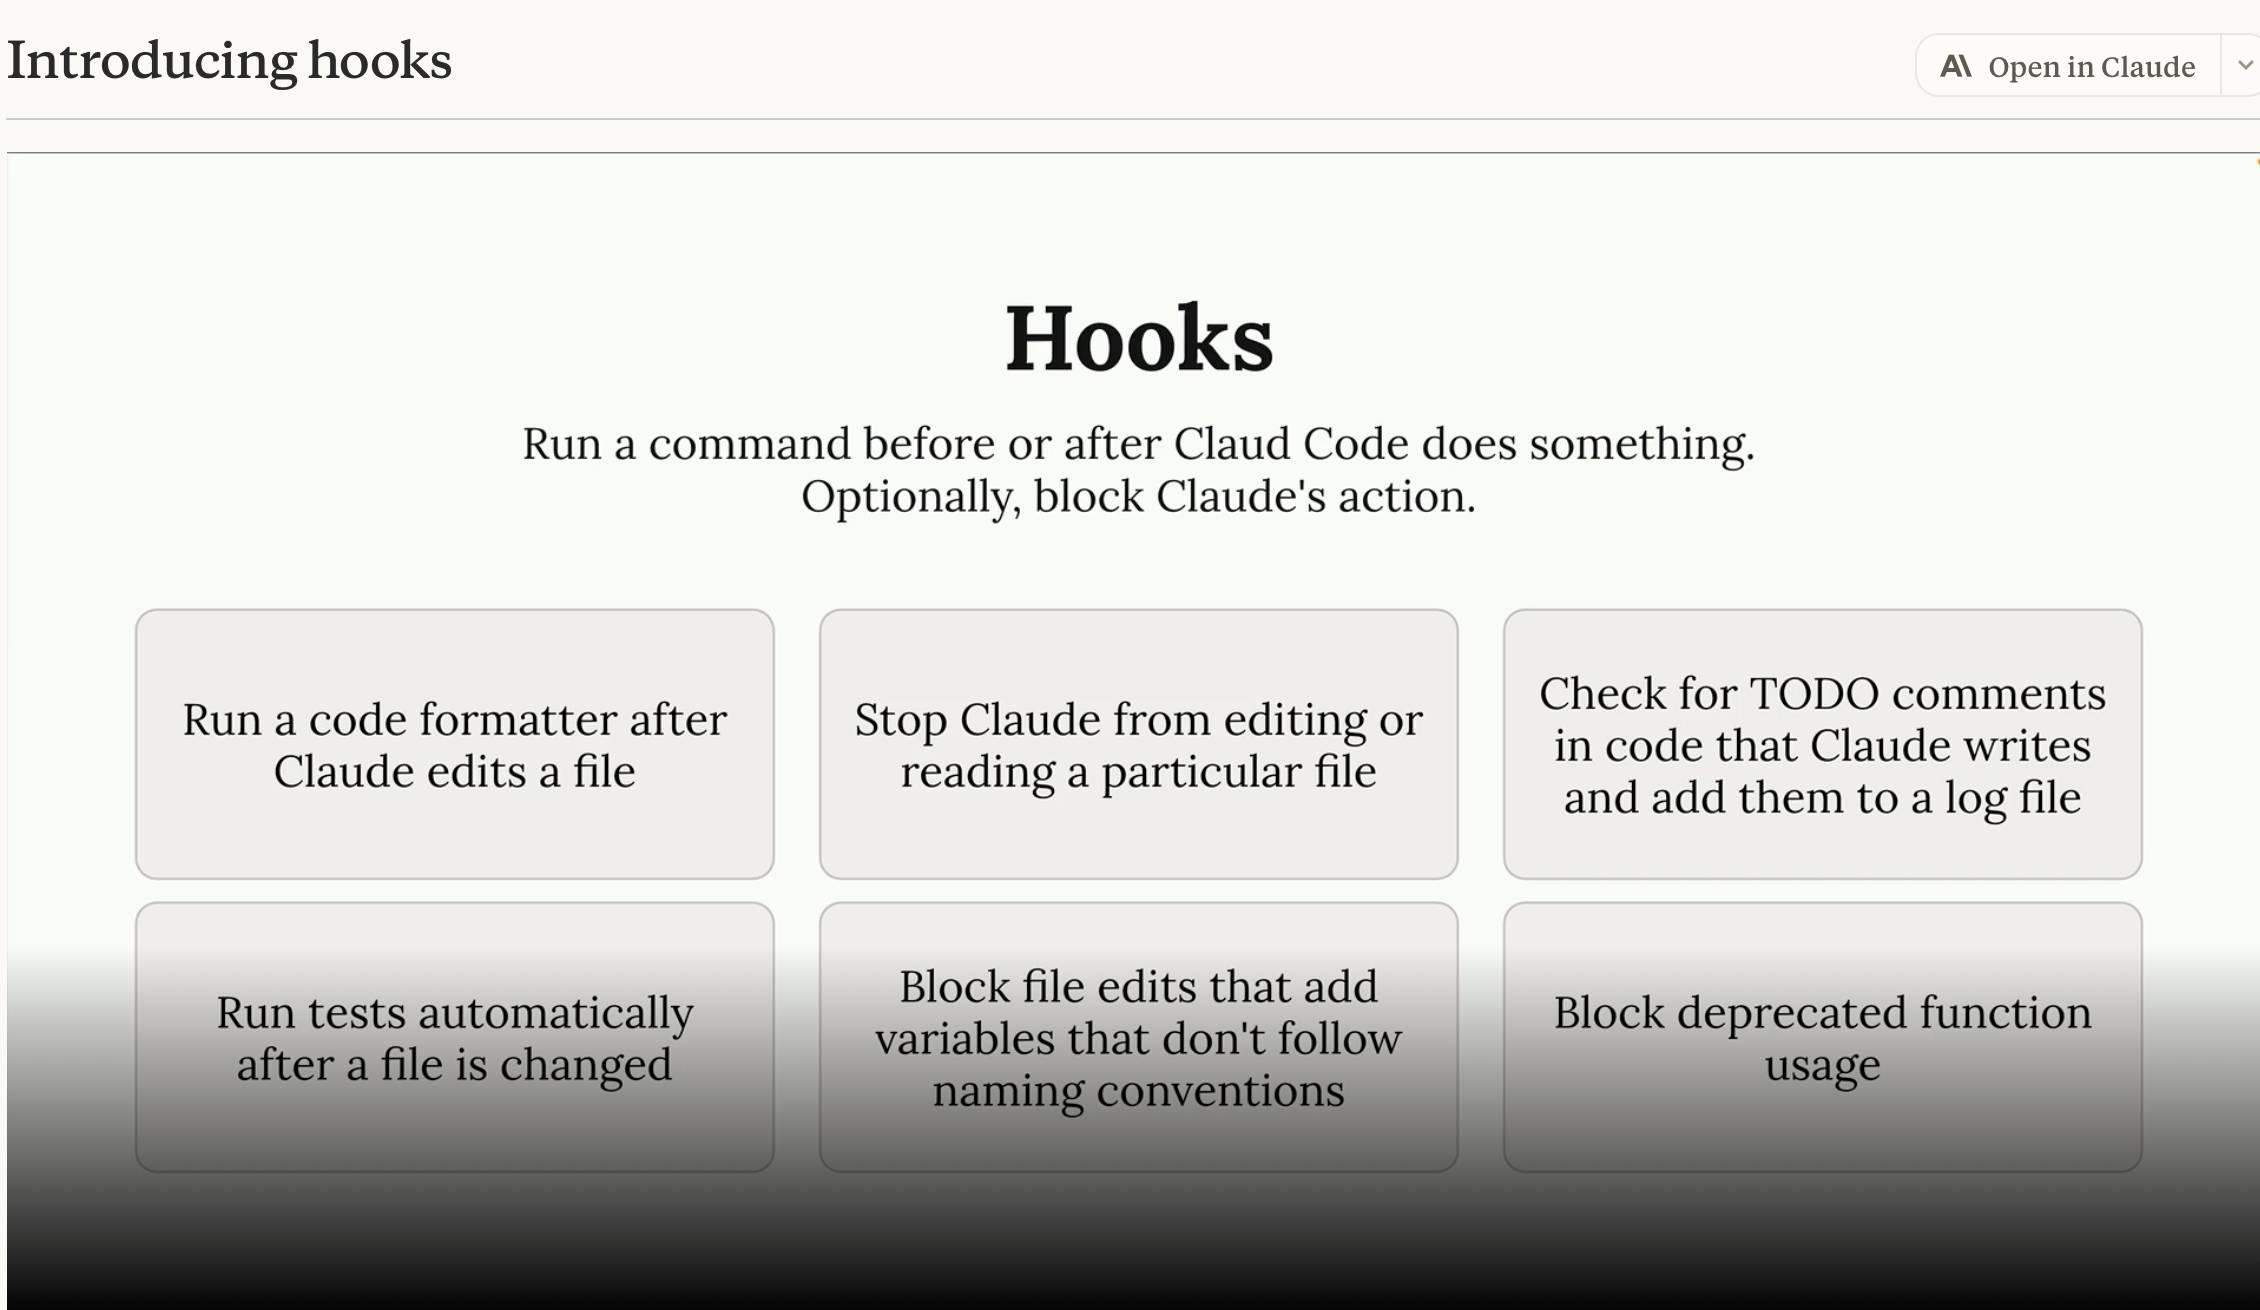 Introducing hooks
Open in Claude
Hooks
Run a command before or after Claud Code does something.
Optionally, block Claude's action.
Run a code formatter after
Claude edits a file
Stop Claude from editing or
reading a particular file
Check for TODO comments
in code that Claude writes
and add them to a log file
Run tests automatically
after a file is changed
Block file edits that add
variables that don't follow
naming conventions
Block deprecated function
usage